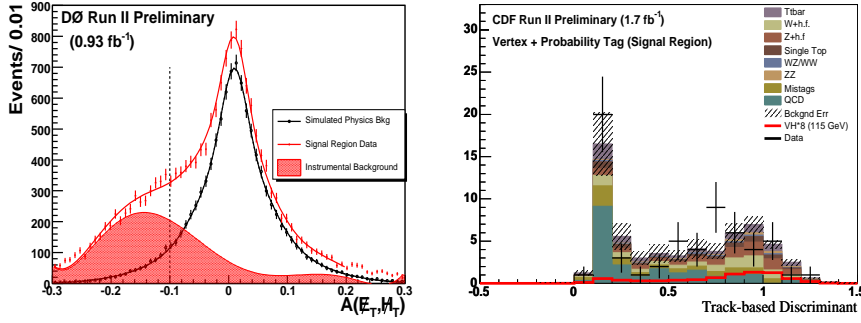 DØ Run II Preliminary
(0.93 fb⁻¹)
Events/ 0.01
900
800
700
600
500
400
300
200
100
0
Simulated Physics Bkg
Signal Region Data
Instrumental Background
-0.3 -0.2 -0.1 0 0.1 0.2 0.3
A(E̸_T,H̸_T)
CDF Run II Preliminary (1.7 fb⁻¹)
Vertex + Probability Tag (Signal Region)
Ttbar
W+h.f.
Z+h.f
Single Top
WZ/WW
ZZ
Mistags
QCD
Bckgnd Err
VH*8 (115 GeV)
Data
30
25
20
15
10
5
0
-0.5 0 0.5 1 1.5
Track-based Discriminant